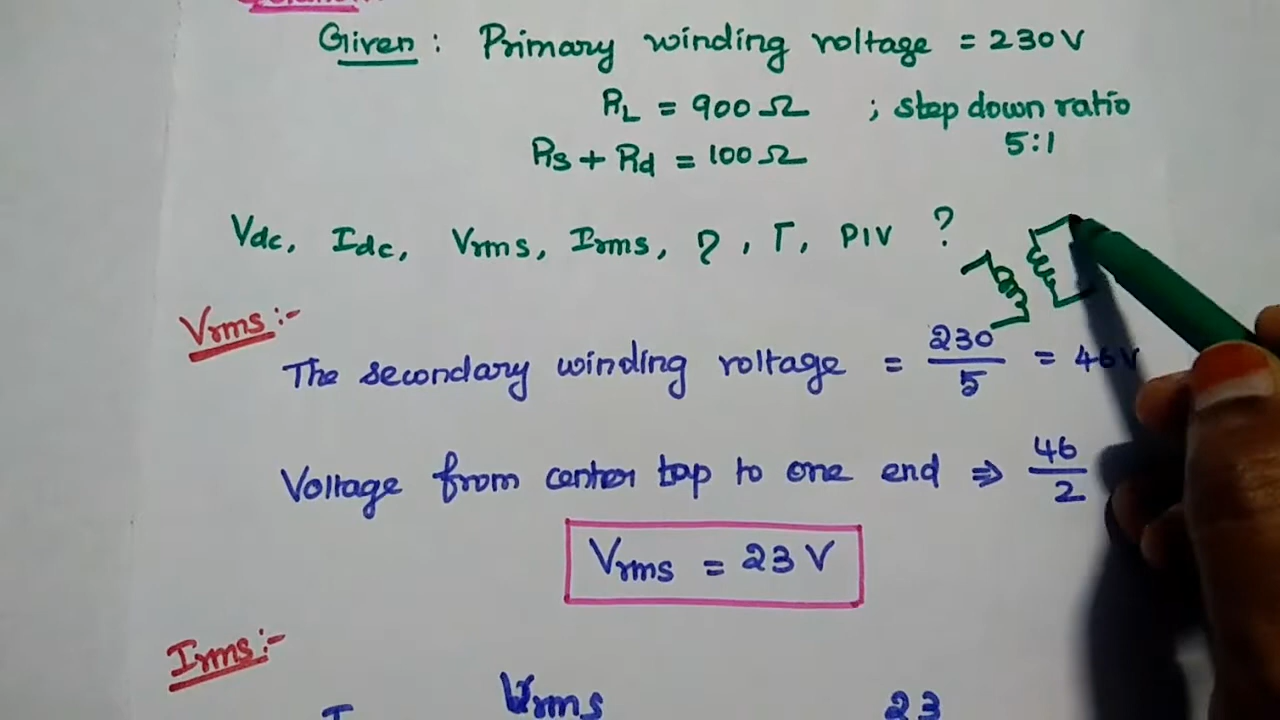 Given: Primary winding voltage = 230V
RL = 900Ω ; step down ratio
5:1
Rs + Rd = 100Ω
Vdc, Idc, Vrms, Irms, η, Γ, PIV ?
Vrms:-
The secondary winding voltage = 230/5 = 46V
Voltage from center tap to one end ⇒ 46/2
Vrms = 23 V
Irms:-
Vrms 23